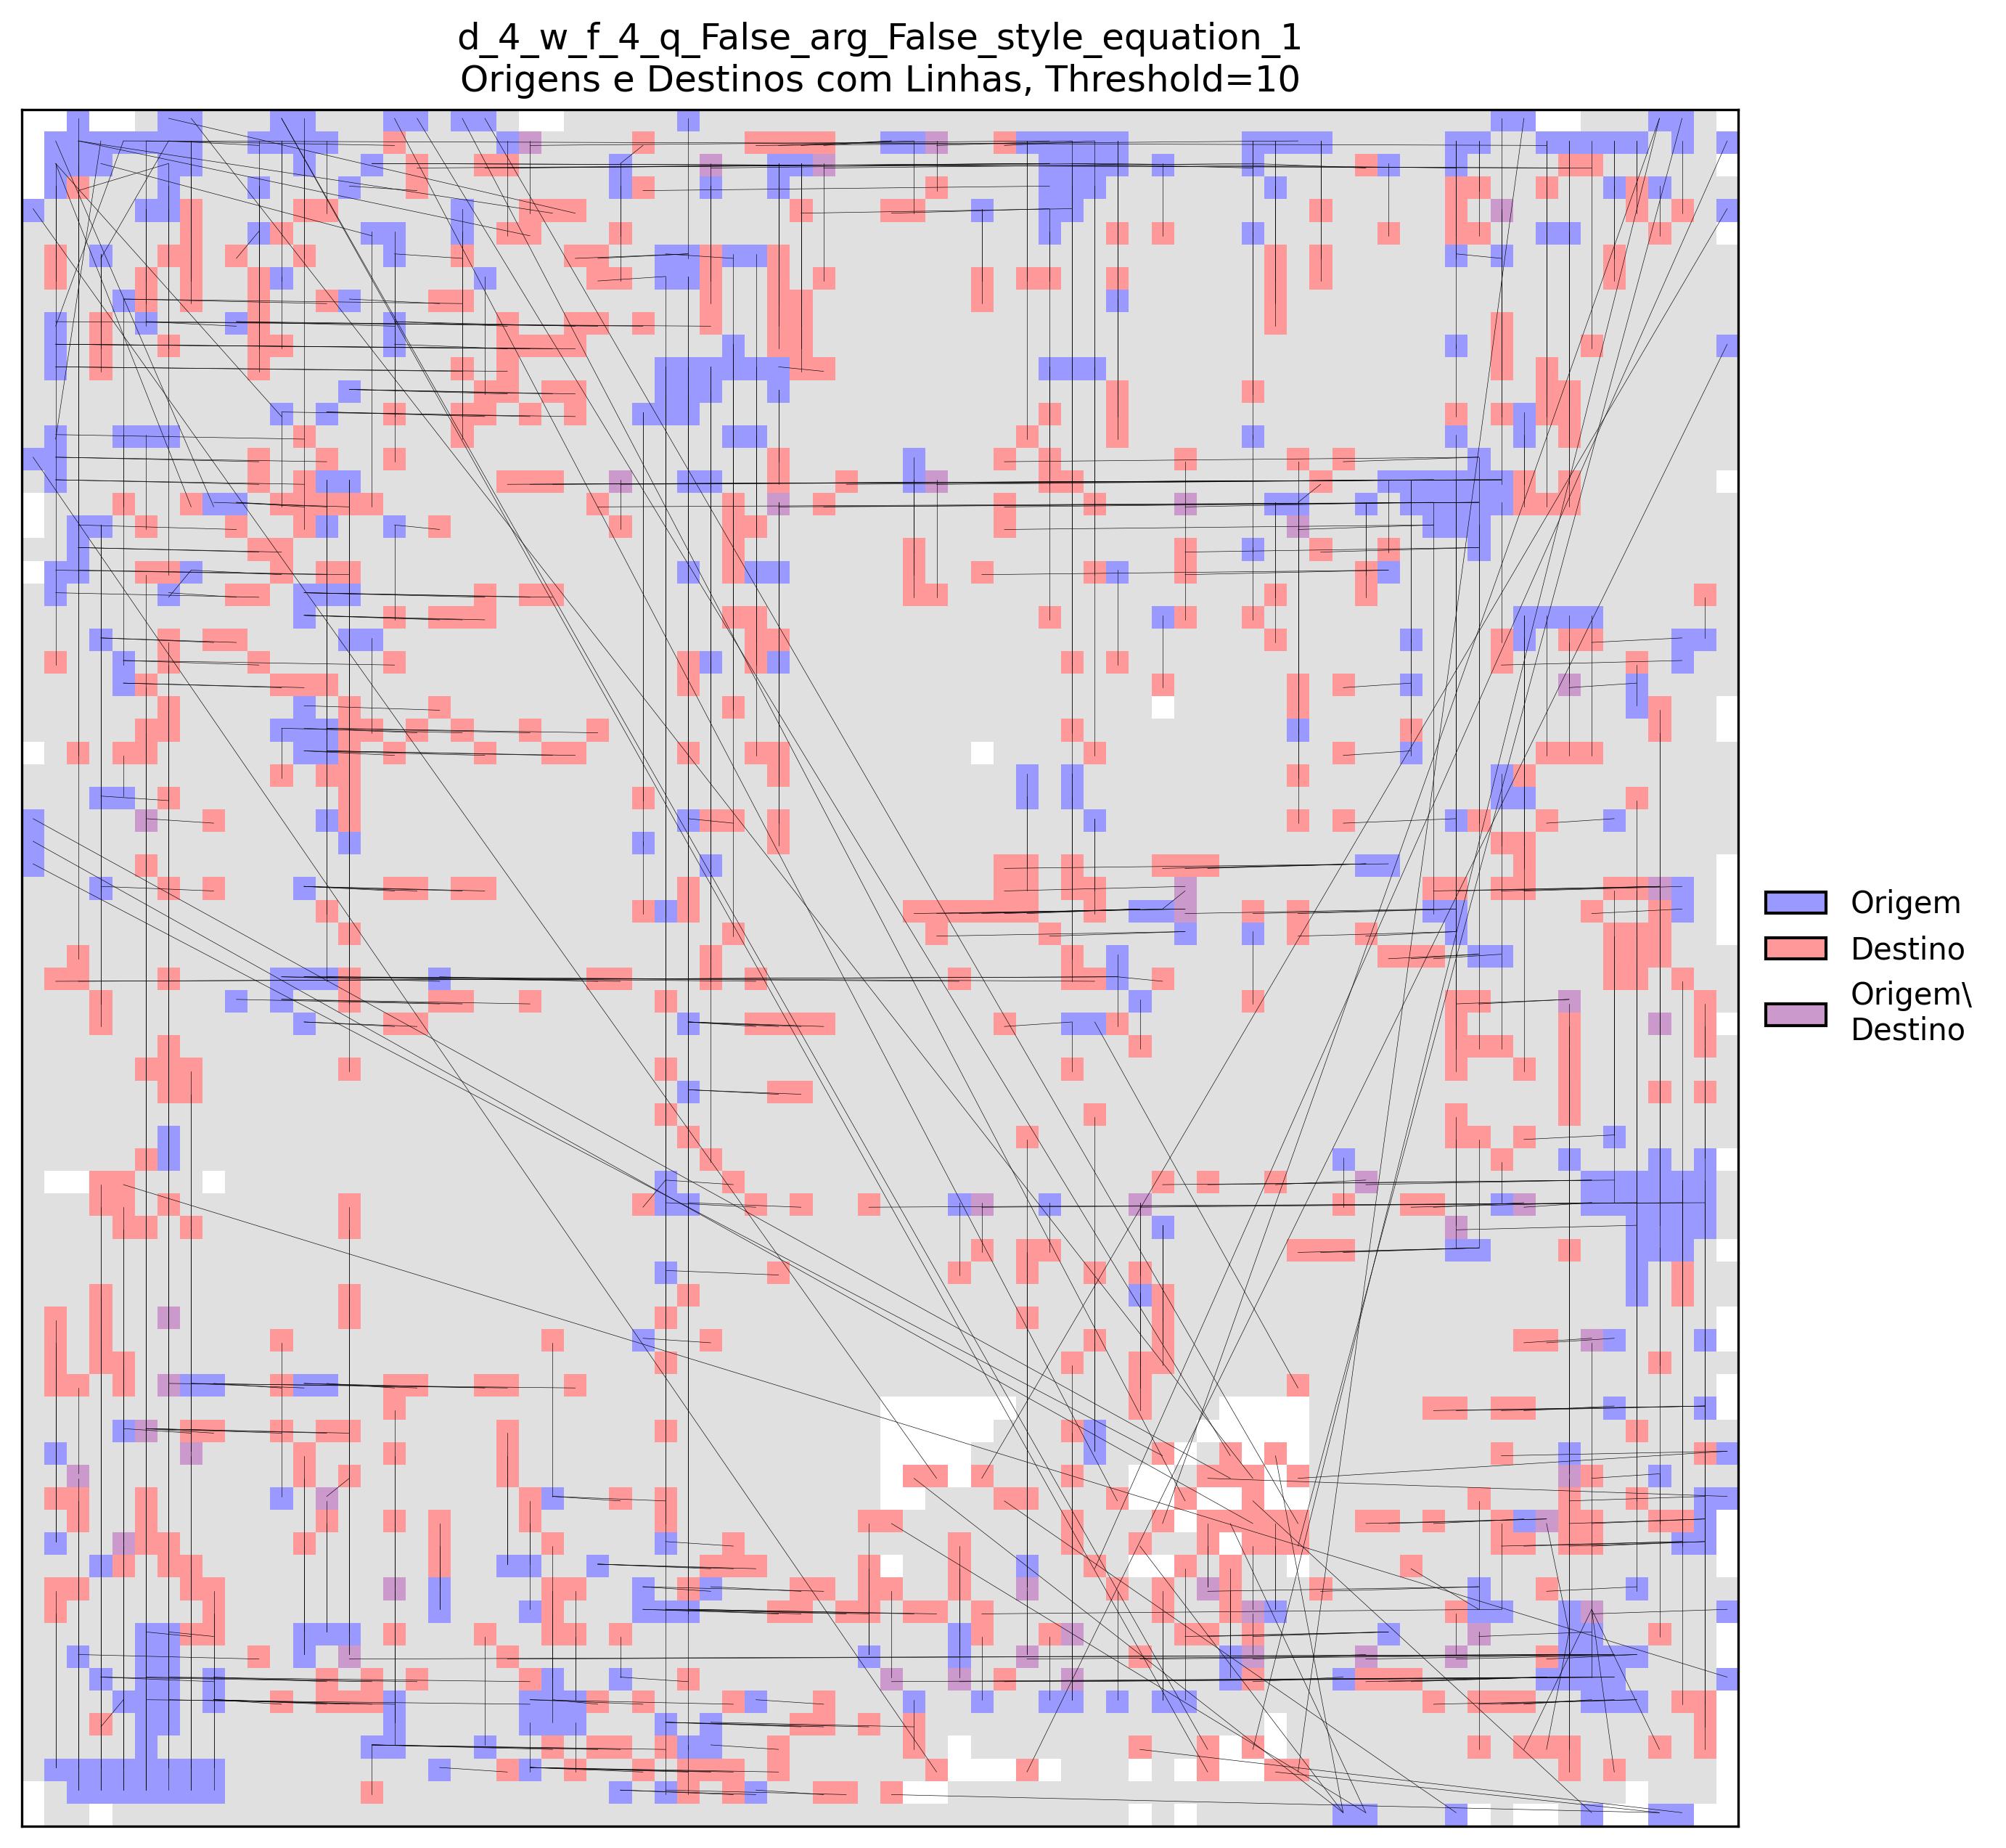 d_4_w_f_4_q_False_arg_False_style_equation_1
Origens e Destinos com Linhas, Threshold=10
Origem
Destino
Origem\
Destino